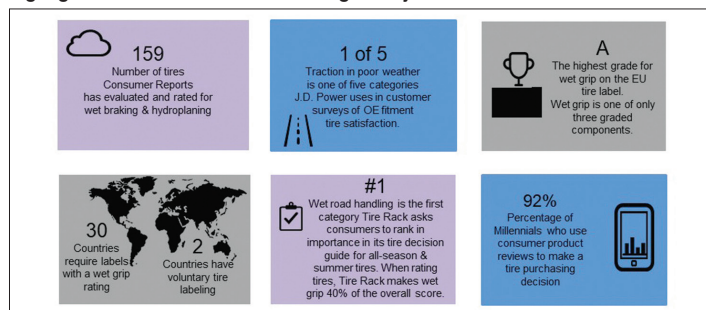 159
Number of tires
Consumer Reports
has evaluated and rated for
wet braking & hydroplaning
1 of 5
Traction in poor weather
is one of five categories
J.D. Power uses in customer
surveys of OE fitment
tire satisfaction.
A
The highest grade for
wet grip on the EU
tire label.
Wet grip is one of only
three graded
components.
30
Countries
require labels
with a wet grip
rating
2
Countries have
voluntary tire
labeling
#1
Wet road handling is the first
category Tire Rack asks
consumers to rank in
importance in its tire decision
guide for all-season &
summer tires. When rating
tires, Tire Rack makes wet
grip 40% of the overall score.
92%
Percentage of
Millennials who use
consumer product
reviews to make a
tire purchasing
decision